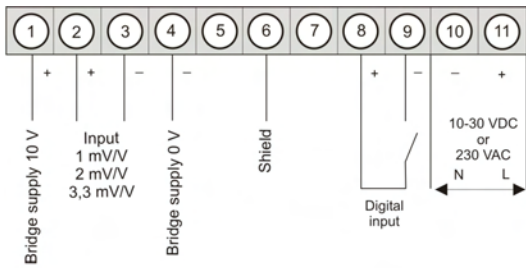 1 2 3 4 5 6 7 8 9 10 11
+ + – – + – – +
Bridge supply 10 V
Input
1 mV/V
2 mV/V
3,3 mV/V
Bridge supply 0 V
Shield
Digital
input
10-30 VDC
or
230 VAC
N L